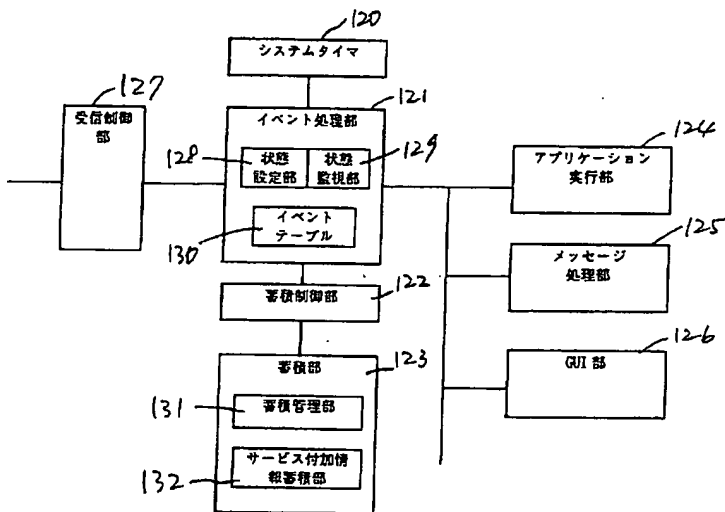 120
システムタイマ
127
受信制御
部
121
イベント処理部
128
状態
設定部
状態
監視部
129
イベント
テーブル
130
124
アプリケーション
実行部
125
メッセージ
処理部
蓄積制御部
122
126
GUI 部
蓄積部
123
131
蓄積管理部
132
サービス付加情
報蓄積部